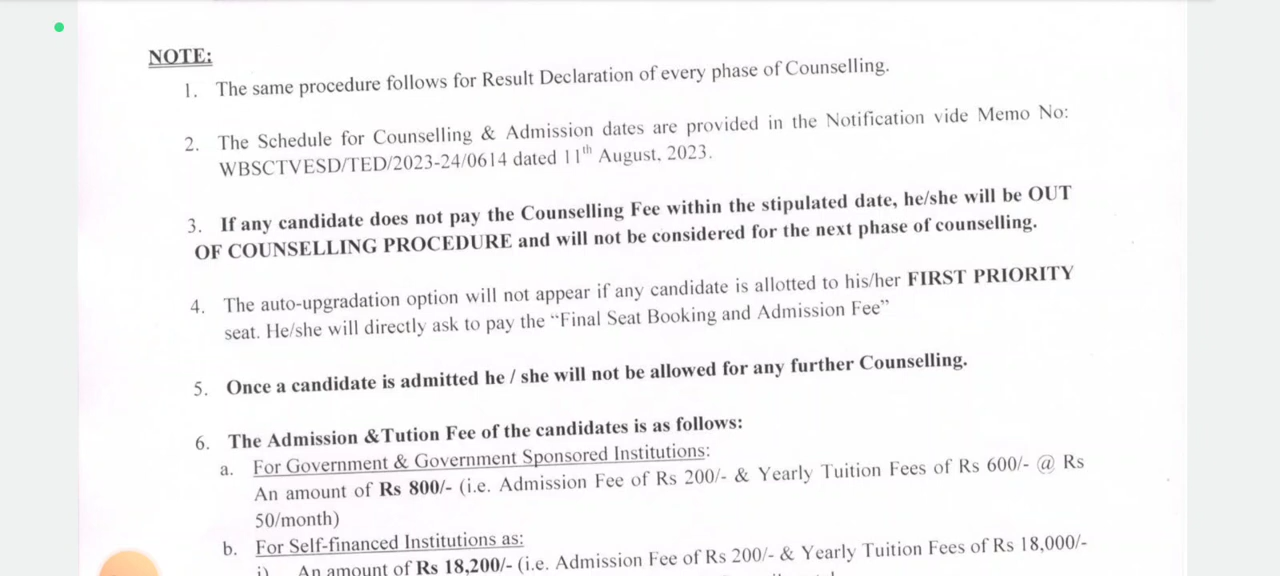 NOTE:
1. The same procedure follows for Result Declaration of every phase of Counselling.
2. The Schedule for Counselling & Admission dates are provided in the Notification vide Memo No:
WBSCTVESD/TED/2023-24/0614 dated 11th August, 2023.
3. If any candidate does not pay the Counselling Fee within the stipulated date, he/she will be OUT
OF COUNSELLING PROCEDURE and will not be considered for the next phase of counselling.
4. The auto-upgradation option will not appear if any candidate is allotted to his/her FIRST PRIORITY
seat. He/she will directly ask to pay the “Final Seat Booking and Admission Fee”
5. Once a candidate is admitted he / she will not be allowed for any further Counselling.
6. The Admission &Tution Fee of the candidates is as follows:
a. For Government & Government Sponsored Institutions:
An amount of Rs 800/- (i.e. Admission Fee of Rs 200/- & Yearly Tuition Fees of Rs 600/- @ Rs
50/month)
b. For Self-financed Institutions as:
i) An amount of Rs 18,200/- (i.e. Admission Fee of Rs 200/- & Yearly Tuition Fees of Rs 18,000/-